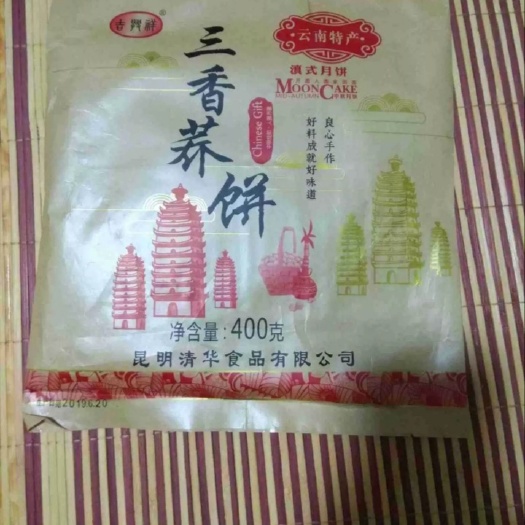 吉興祥
云南特产
滇式月饼
MOONCAKE
三香荞饼
Chinese Gift
良心手作
好料成就好味道
净含量:400克
昆明清华食品有限公司